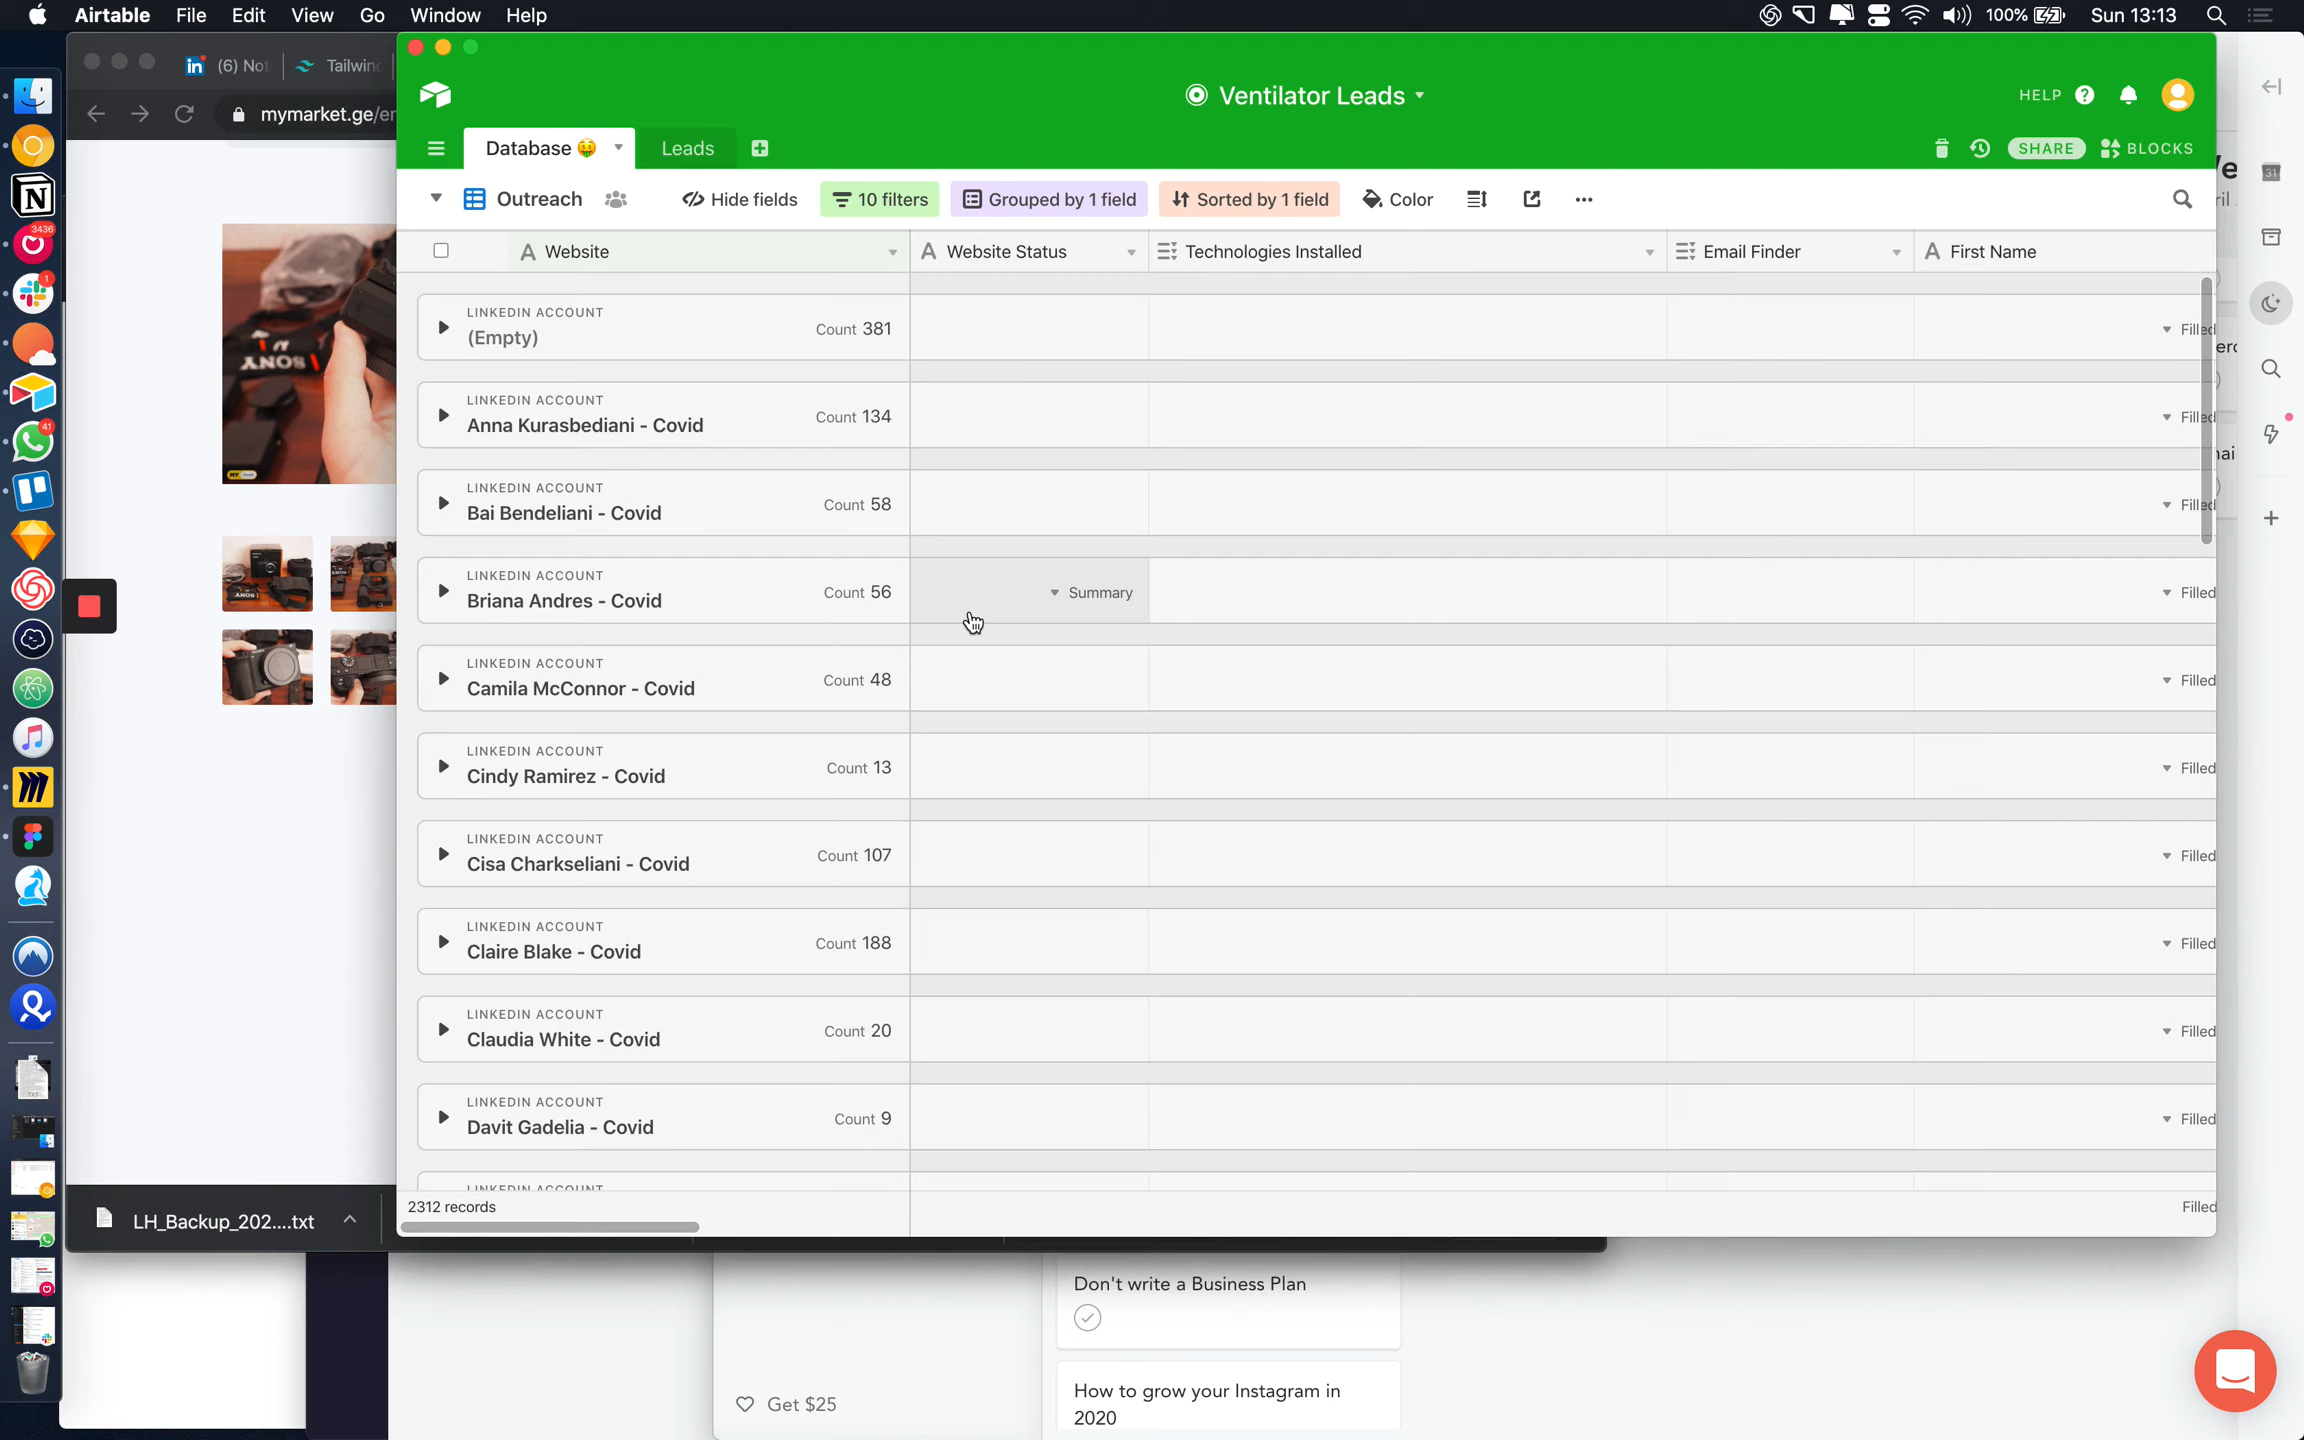 Airtable File Edit View Go Window Help
100% Sun 13:13
(6) Not Tailwin
mymarket.ge/en
Ventilator Leads
HELP
Database 🤑 Leads
SHARE BLOCKS
Outreach Hide fields 10 filters Grouped by 1 field Sorted by 1 field Color
Website Website Status Technologies Installed Email Finder First Name
LINKEDIN ACCOUNT
(Empty) Count 381 Filled
LINKEDIN ACCOUNT
Anna Kurasbediani - Covid Count 134 Filled
LINKEDIN ACCOUNT
Bai Bendeliani - Covid Count 58 Filled
LINKEDIN ACCOUNT
Briana Andres - Covid Count 56 Summary Filled
LINKEDIN ACCOUNT
Camila McConnor - Covid Count 48 Filled
LINKEDIN ACCOUNT
Cindy Ramirez - Covid Count 13 Filled
LINKEDIN ACCOUNT
Cisa Charkseliani - Covid Count 107 Filled
LINKEDIN ACCOUNT
Claire Blake - Covid Count 188 Filled
LINKEDIN ACCOUNT
Claudia White - Covid Count 20 Filled
LINKEDIN ACCOUNT
Davit Gadelia - Covid Count 9 Filled
LINKEDIN ACCOUNT
2312 records Filled
LH_Backup_202....txt
Don't write a Business Plan
Get $25
How to grow your Instagram in
2020
3436
1
41
31
SONY